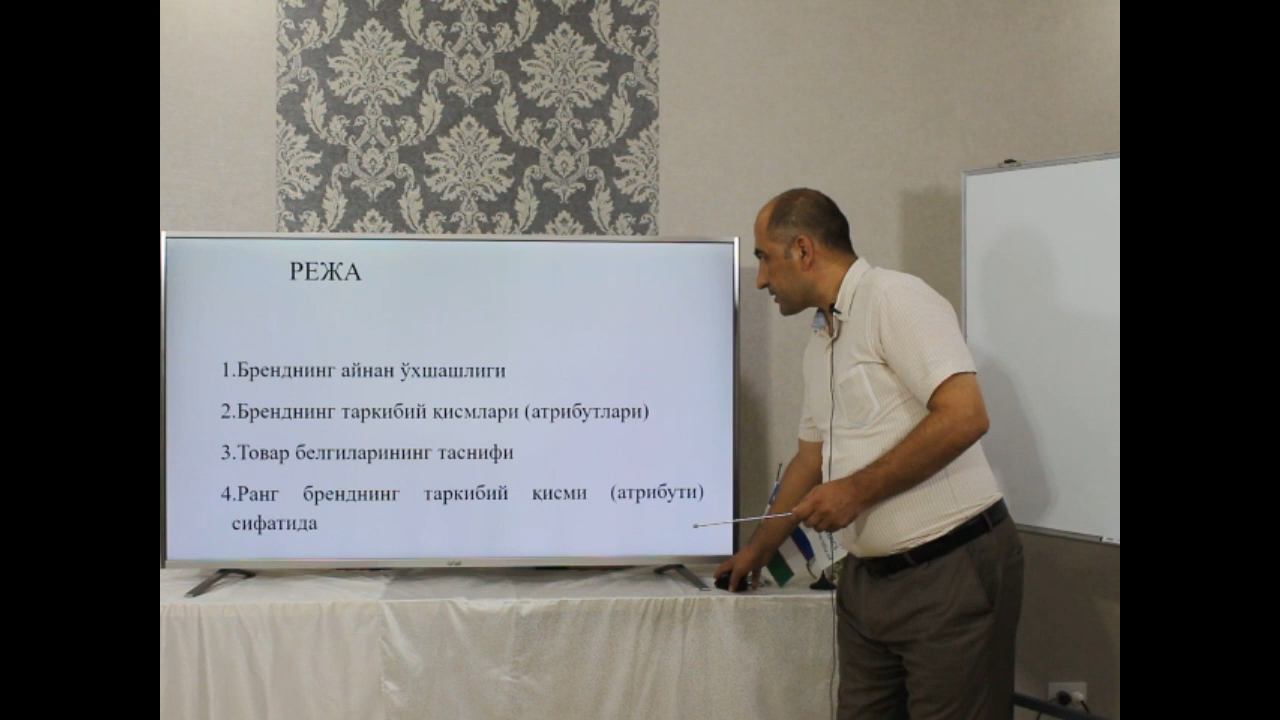 РЕЖА
1.Бренднинг айнан ўхшашлиги
2.Бренднинг таркибий қисмлари (атрибутлари)
3.Товар белгиларининг таснифи
4.Ранг бренднинг таркибий қисми (атрибути)
сифатида